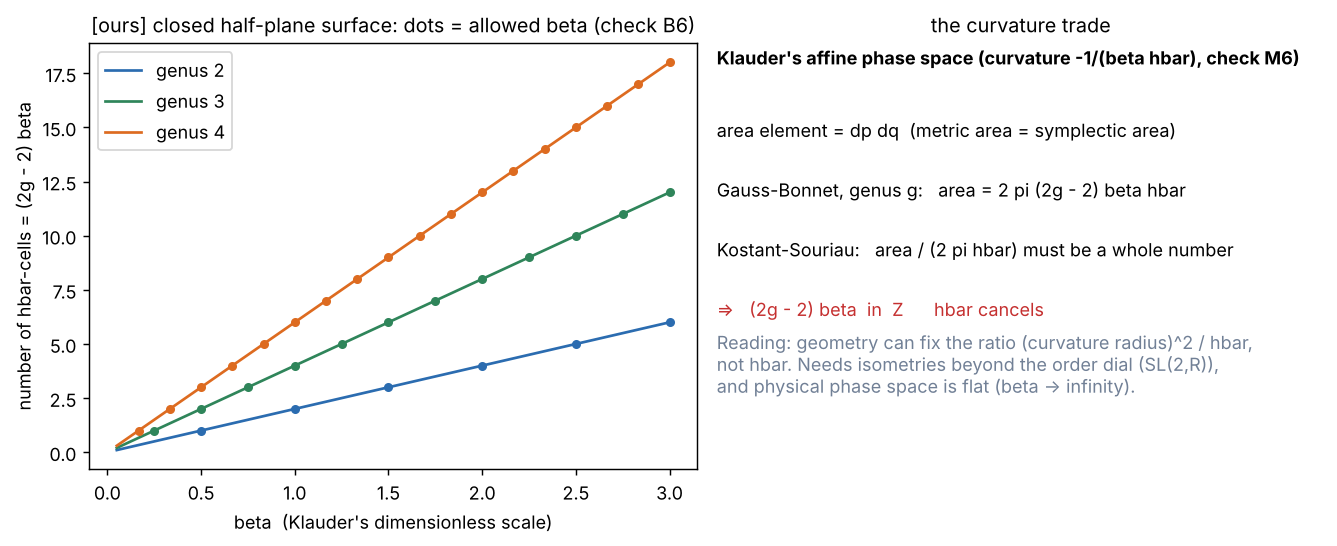 [ours] closed half-plane surface: dots = allowed beta (check B6)
genus 2
genus 3
genus 4
number of hbar-cells = (2g - 2) beta
17.5
15.0
12.5
10.0
7.5
5.0
2.5
0.0
0.0 0.5 1.0 1.5 2.0 2.5 3.0
beta (Klauder's dimensionless scale)
the curvature trade
Klauder's affine phase space (curvature -1/(beta hbar), check M6)
area element = dp dq (metric area = symplectic area)
Gauss-Bonnet, genus g: area = 2 pi (2g - 2) beta hbar
Kostant-Souriau: area / (2 pi hbar) must be a whole number
⇒ (2g - 2) beta in Z hbar cancels
Reading: geometry can fix the ratio (curvature radius)^2 / hbar,
not hbar. Needs isometries beyond the order dial (SL(2,R)),
and physical phase space is flat (beta → infinity).